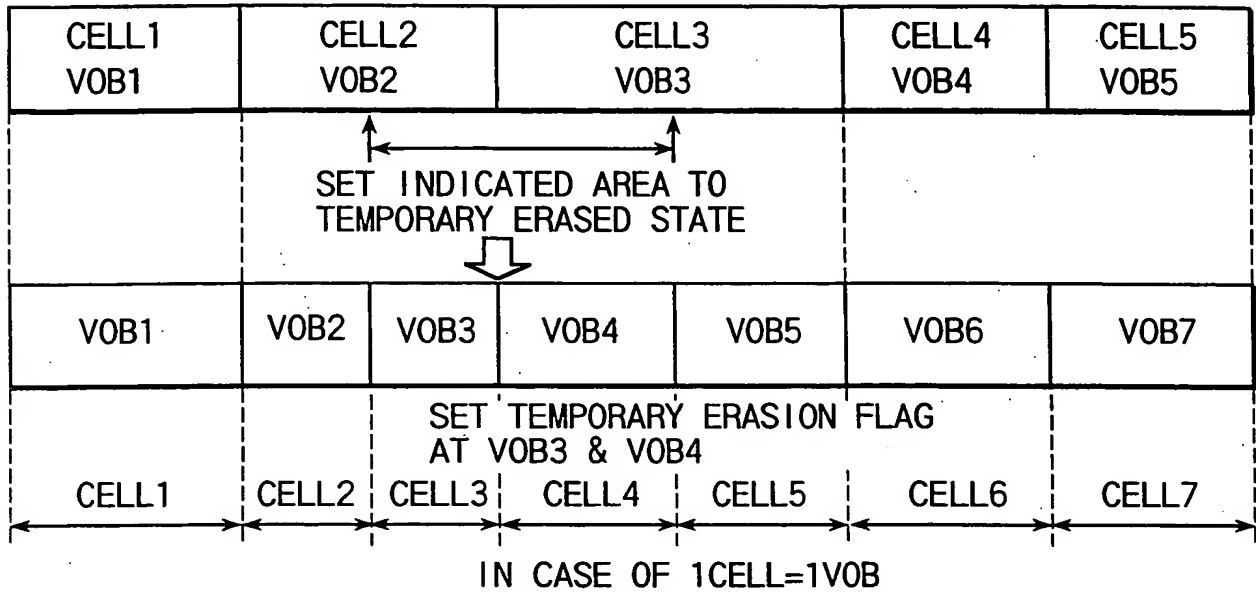 CELL1 CELL2 CELL3 CELL4 CELL5
VOB1 VOB2 VOB3 VOB4 VOB5
SET INDICATED AREA TO
TEMPORARY ERASED STATE
VOB1 VOB2 VOB3 VOB4 VOB5 VOB6 VOB7
SET TEMPORARY ERASION FLAG
AT VOB3 & VOB4
CELL1 CELL2 CELL3 CELL4 CELL5 CELL6 CELL7
IN CASE OF 1CELL=1VOB